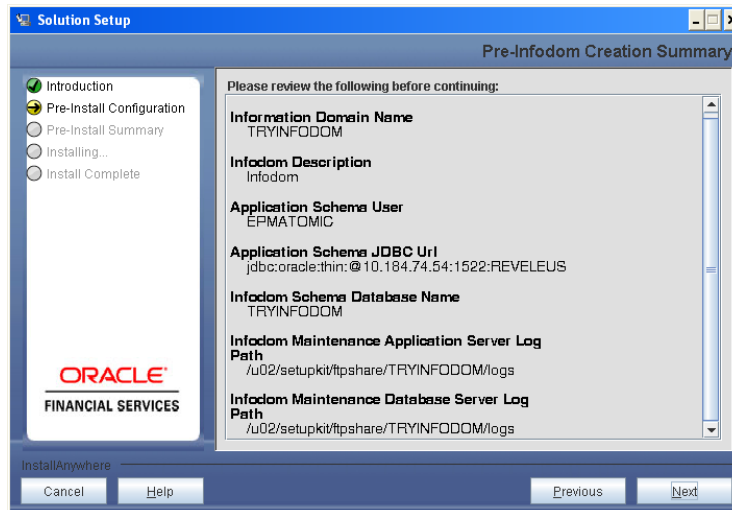 Solution Setup
Pre-Infodom Creation Summary
Introduction
Pre-Install Configuration
Pre-Install Summary
Installing...
Install Complete
ORACLE
FINANCIAL SERVICES
Please review the following before continuing:
Information Domain Name
TRYINFODOM
Infodom Description
Infodom
Application Schema User
EPMATOMIC
Application Schema JDBC Url
jdbc:oracle:thin:@10.184.74.54:1522:REVELEUS
Infodom Schema Database Name
TRYINFODOM
Infodom Maintenance Application Server Log
Path
/u02/setupkit/ftpshare/TRYINFODOM/logs
Infodom Maintenance Database Server Log
Path
/u02/setupkit/ftpshare/TRYINFODOM/logs
InstallAnywhere
Cancel Help Previous Next